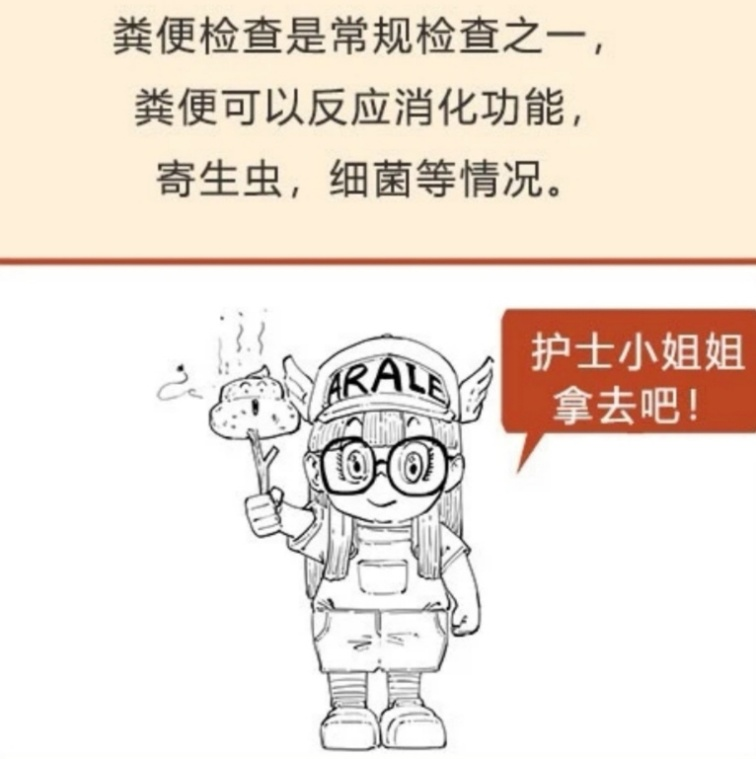 粪便检查是常规检查之一，
粪便可以反应消化功能，
寄生虫，细菌等情况。
护士小姐姐
拿去吧！
ARALE